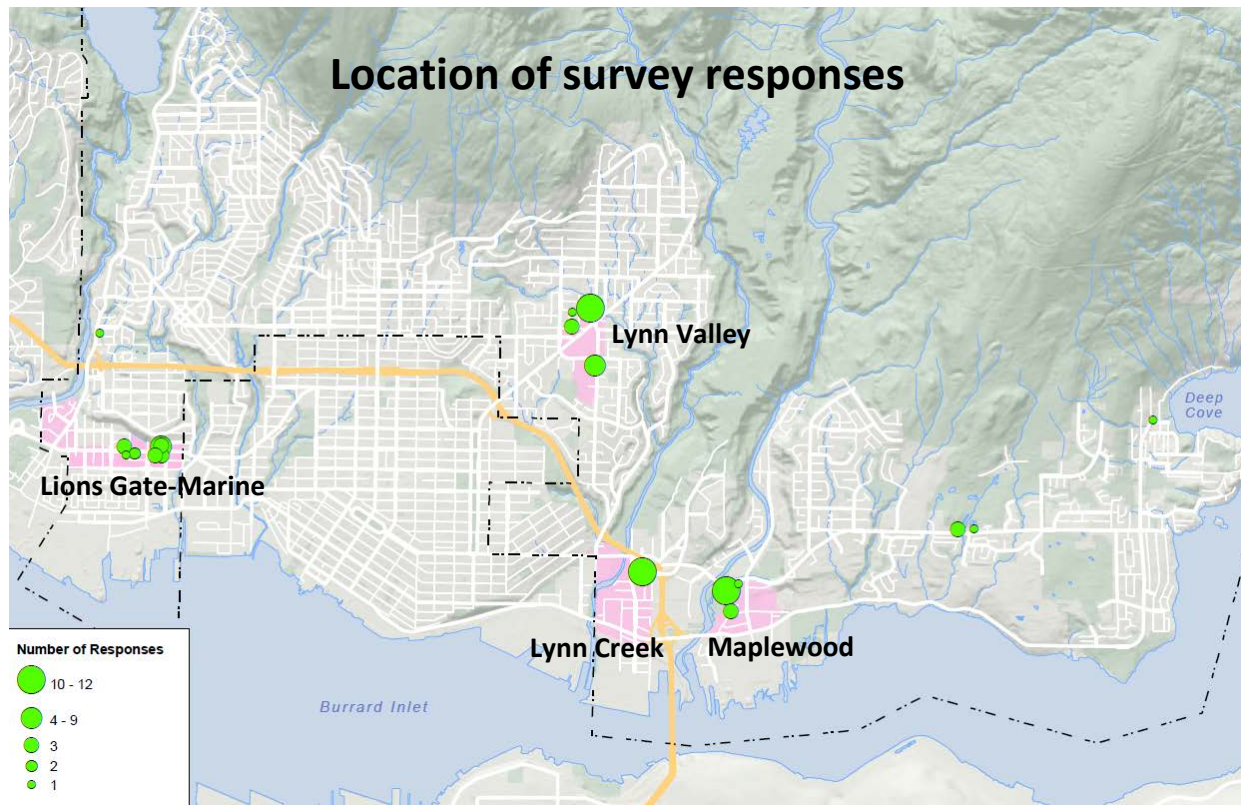 Location of survey responses
Lynn Valley
Deep
Cove
Lions Gate-Marine
Lynn Creek
Maplewood
Burrard Inlet
Number of Responses
10 - 12
4 - 9
3
2
1